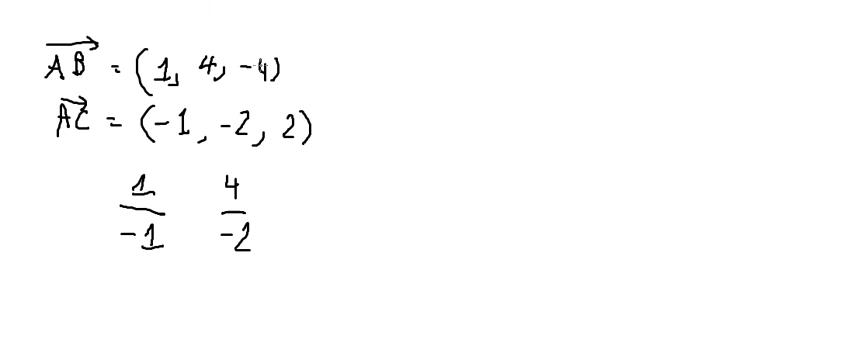 AB = (1, 4, -4)
AC = (-1, -2, 2)
1 4
-1 -2